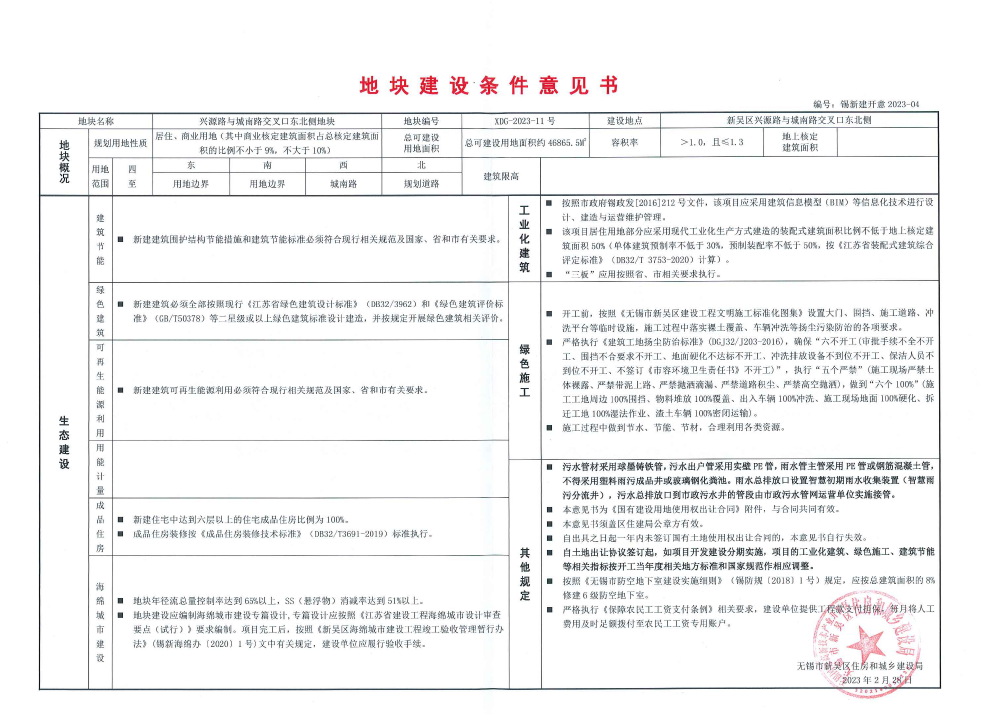 地块建设条件意见书
编号：锡新建开意 2023-04
地块名称 兴源路与城南路交叉口东北侧地块 地块编号 XDG-2023-11 号 建设地点 新吴区兴源路与城南路交叉口东北侧
地块概况
规划用地性质
居住、商业用地（其中商业核定建筑面积占总核定建筑面
积的比例不小于 9%，不大于 10%）
总可建设
用地面积
总可建设用地面积约 46865.5㎡
容积率
＞1.0，且≤1.3
地上核定
建筑面积
用地
范围
四
至
东 南 西 北
用地边界 用地边界 城南路 规划道路
建筑限高
生态建设
建筑节能
■ 新建建筑围护结构节能措施和建筑节能标准必须符合现行相关规范及国家、省和市有关要求。
绿色建筑
■ 新建建筑必须全部按照现行《江苏省绿色建筑设计标准》（DB32/3962）和《绿色建筑评价标
准》（GB/T50378）等二星级或以上绿色建筑标准设计建造，并按规定开展绿色建筑相关评价。
可再生能源利用
■ 新建建筑可再生能源利用必须符合现行相关规范及国家、省和市有关要求。
用能计量
成品住房
■ 新建住宅中达到六层以上的住宅成品住房比例为 100%。
■ 成品住房装修按《成品住房装修技术标准》（DB32/T3691-2019）标准执行。
海绵城市建设
■ 地块年径流总量控制率达到 65%以上，SS（悬浮物）消减率达到 51%以上。
■ 地块建设应编制海绵城市建设专篇设计，专篇设计应按照《江苏省建设工程海绵城市设计审查
要点（试行）》要求编制。项目完工后，按照《新吴区海绵城市建设工程竣工验收管理暂行办
法》（锡新海绵办〔2020〕1 号）文中有关规定，建设单位应履行验收手续。
工业化建筑
■ 按照市政府锡政发[2016]212 号文件，该项目应采用建筑信息模型（BIM）等信息化技术进行设
计、建造与运营维护管理。
■ 该项目居住用地部分应采用现代工业化生产方式建造的装配式建筑面积比例不低于地上核定建
筑面积 50%（单体建筑预制率不低于 30%，预制装配率不低于 50%，按《江苏省装配式建筑综合
评定标准》（DB32/T 3753-2020）计算）。
■ “三板”应用按照省、市相关要求执行。
绿色施工
■ 开工前，按照《无锡市新吴区建设工程文明施工标准化图集》设置大门、围挡、施工道路、冲
洗平台等临时设施，施工过程中落实裸土覆盖、车辆冲洗等扬尘污染防治的各项要求。
■ 严格执行《建筑工地扬尘防治标准》(DGJ32/J203-2016)，确保“六不开工(审批手续不全不开
工、围挡不合要求不开工、地面硬化不达标不开工、冲洗排放设备不到位不开工、保洁人员不
到位不开工、不签订《市容环境卫生责任书》不开工)”，执行“五个严禁”(施工现场严禁土
体裸露、严禁带泥上路、严禁抛洒滴漏、严禁道路积尘、严禁高空抛洒)，做到“六个 100%”(施
工工地周边 100%围挡、物料堆放 100%覆盖、出入车辆 100%冲洗、施工现场地面 100%硬化、拆
迁工地 100%湿法作业、渣土车辆 100%密闭运输)。
■ 施工过程中做到节水、节能、节材，合理利用各类资源。
其他规定
■ 污水管材采用球墨铸铁管，污水出户管采用实壁 PE 管，雨水管主管采用 PE 管或钢筋混凝土管，
不得采用塑料雨污成品井或玻璃钢化粪池。雨水总排放口设置智慧初期雨水收集装置（智慧雨
污分流井），污水总排放口到市政污水井的管段由市政污水管网运营单位实施接管。
■ 本意见书为《国有建设用地使用权出让合同》附件，与合同共同有效。
■ 本意见书须盖区住建局公章方有效。
■ 自出具之日起一年内未签订国有土地使用权出让合同的，本意见书自行失效。
■ 自土地出让协议签订起，如项目开发建设分期实施，项目的工业化建筑、绿色施工、建筑节能
等相关指标按开工当年度相关地方标准和国家规范作相应调整。
■ 按照《无锡市防空地下室建设实施细则》（锡防规〔2018〕1 号）规定，应按总建筑面积的 8%
修建 6 级防空地下室。
■ 严格执行《保障农民工工资支付条例》相关要求，建设单位提供工程款支付担保，每月将人工
费用及时足额拨付至农民工工资专用账户。
无锡市新吴区住房和城乡建设局
2023 年 2 月 28 日